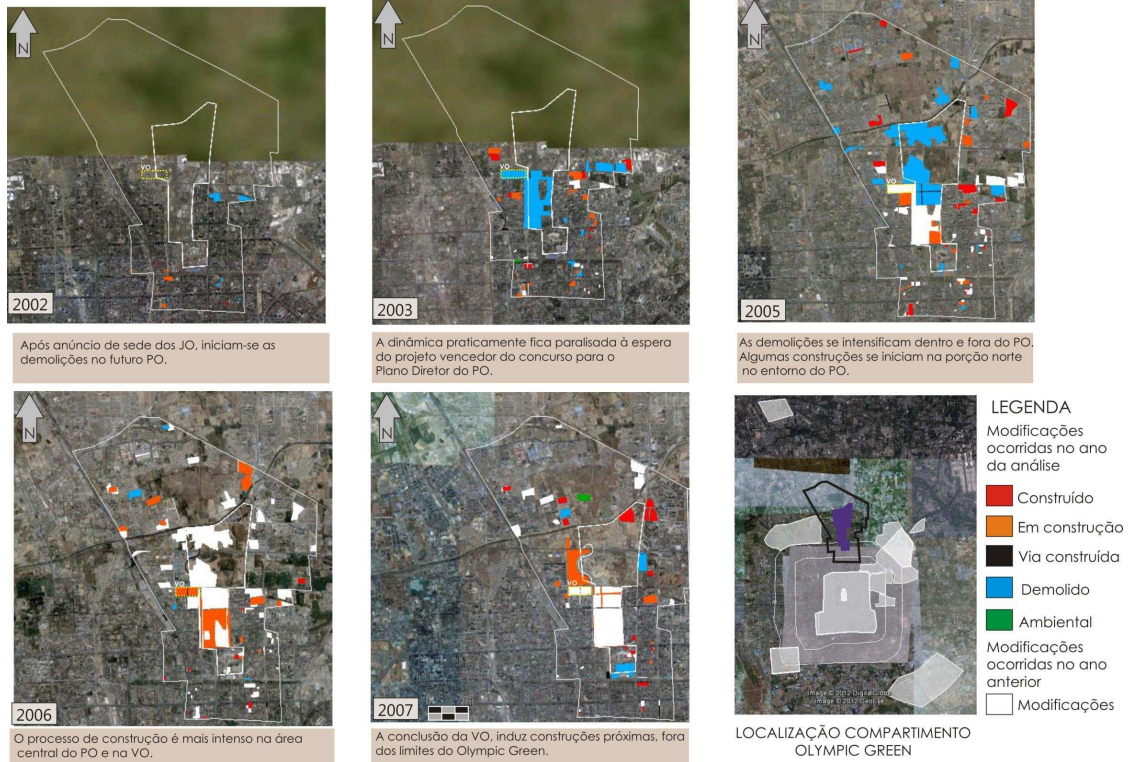 N
VO
2002
Após anúncio de sede dos JO, iniciam-se as
demolições no futuro PO.
N
VO
2003
A dinâmica praticamente fica paralisada à espera
do projeto vencedor do concurso para o
Plano Diretor do PO.
N
VO
2005
As demolições se intensificam dentro e fora do PO.
Algumas construções se iniciam na porção norte
no entorno do PO.
N
VO
2006
O processo de construção é mais intenso na área
central do PO e na VO.
N
VO
2007
A conclusão da VO, induz construções próximas, fora
dos limites do Olympic Green.
Image © 2012 DigitalGlobe
Image © 2012 GeoEye
LOCALIZAÇÃO COMPARTIMENTO
OLYMPIC GREEN
LEGENDA
Modificações
ocorridas no ano
da análise
Construído
Em construção
Via construída
Demolido
Ambiental
Modificações
ocorridas no ano
anterior
Modificações